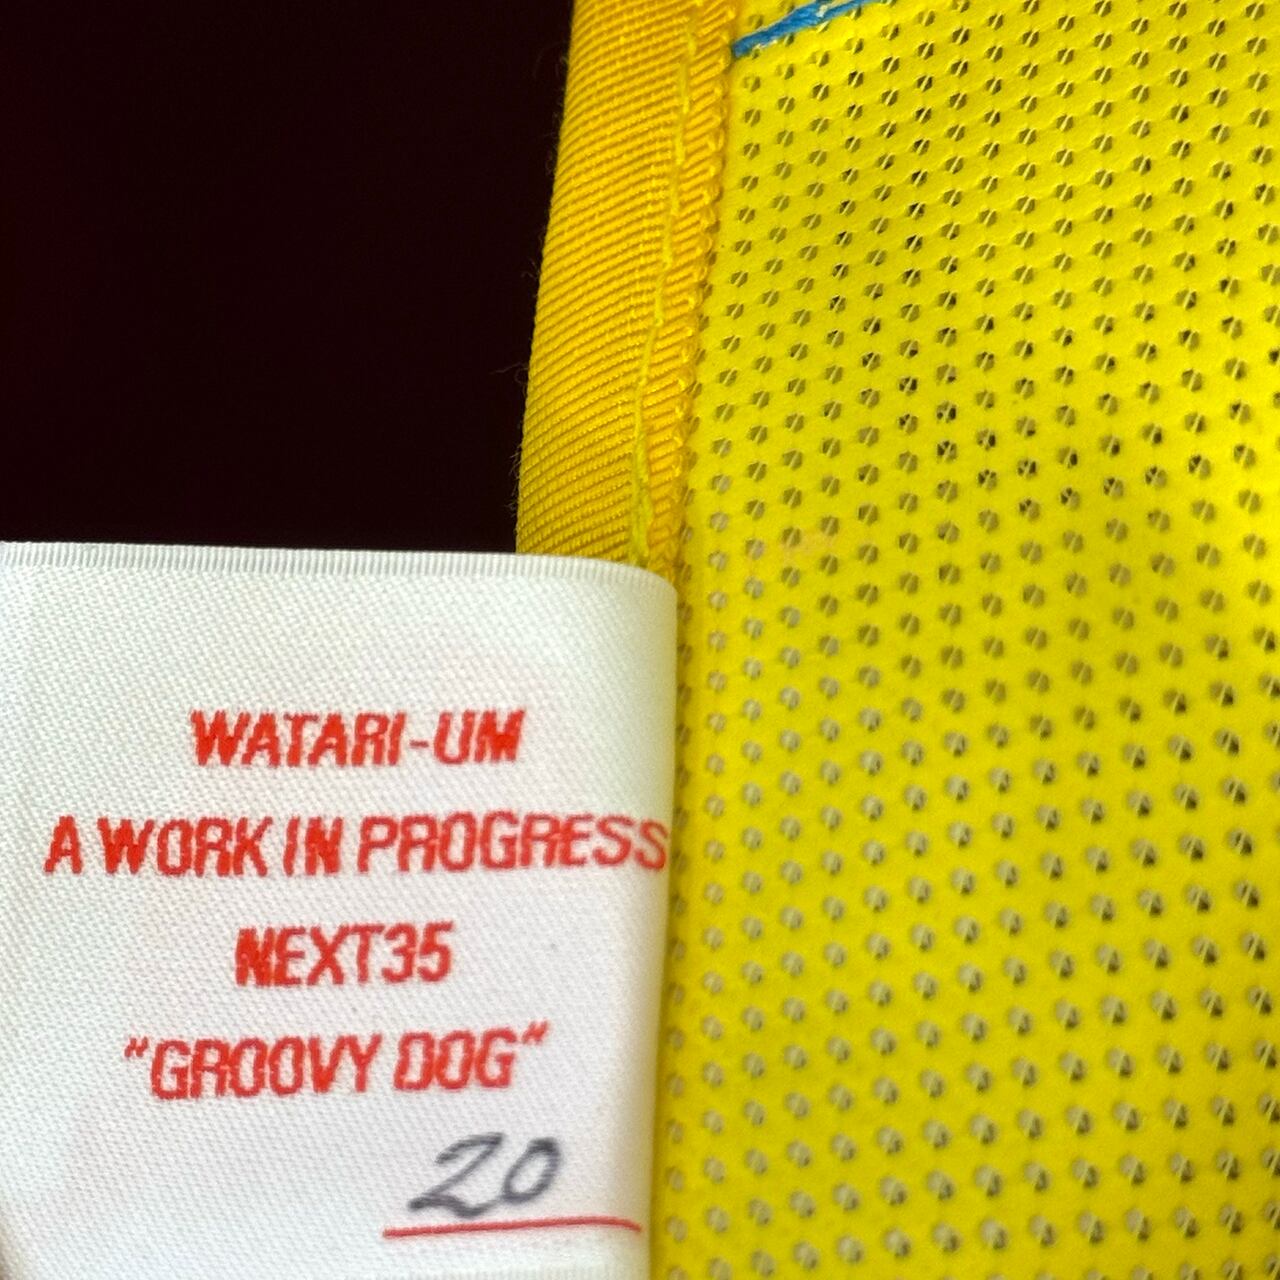 WATARI-UM
A WORK IN PROGRESS
NEXT35
"GROOVY DOG"
20